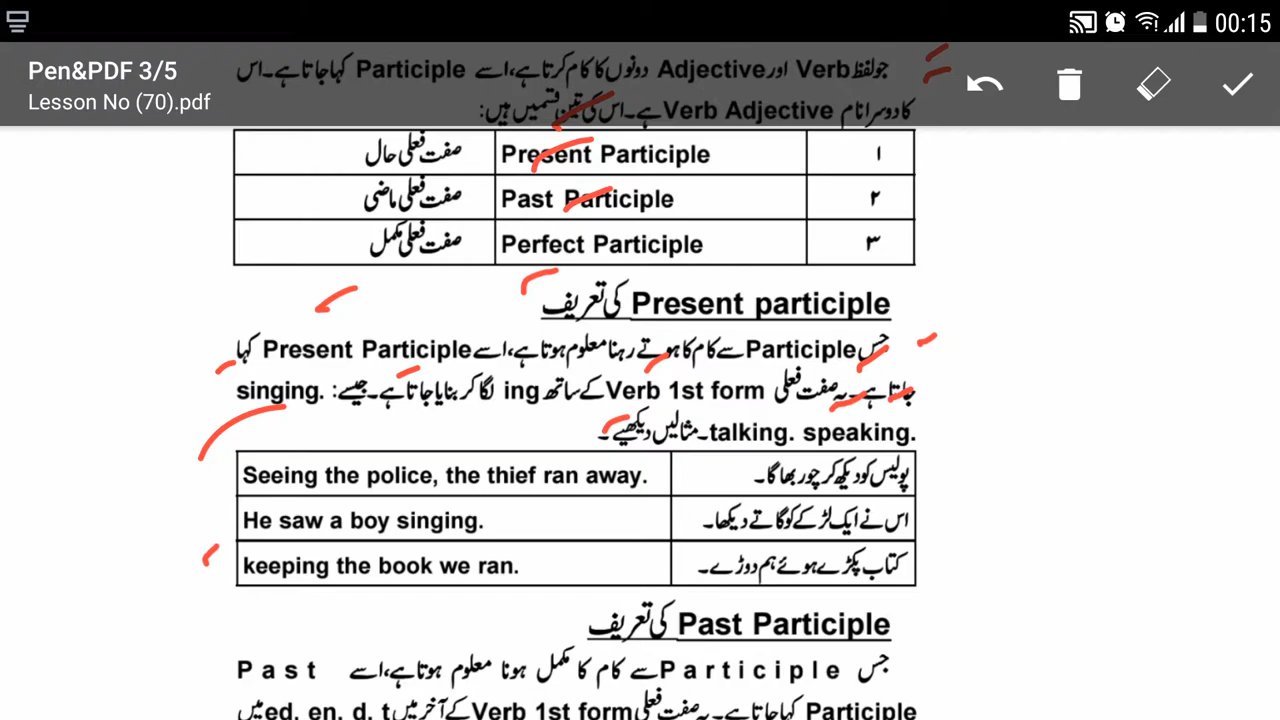 00:15
Pen&PDF 3/5
Lesson No (70).pdf
جو لفظ Verb اور Adjective دونوں کا کام کرتا ہے، اسے Participle کہا جاتا ہے۔ اس
کا دوسرا نام Verb Adjective ہے۔ اس کی تین قسمیں ہیں:
۱ Present Participle صفت فعلی حال
۲ Past Participle صفت فعلی ماضی
۳ Perfect Participle صفت فعلی مکمل
Present participle کی تعریف
جس Participle سے کام کا ہوتے رہنا معلوم ہوتا ہے، اسے Present Participle کہا
جاتا ہے۔ یہ صفت فعلی Verb 1st form کے ساتھ ing لگا کر بنایا جاتا ہے۔ جیسے: singing.
talking. speaking.۔ مثالیں دیکھیے۔
Seeing the police, the thief ran away. پولیس کو دیکھ کر چور بھاگا۔
He saw a boy singing. اس نے ایک لڑکے کو گاتے دیکھا۔
keeping the book we ran. کتاب پکڑے ہوئے ہم دوڑے۔
Past Participle کی تعریف
جس Participle سے کام کا مکمل ہونا معلوم ہوتا ہے، اسے Past
Participle کہا جاتا ہے۔ یہ صفت فعلی Verb 1st form کے آخر میں ed, en, d, t میں